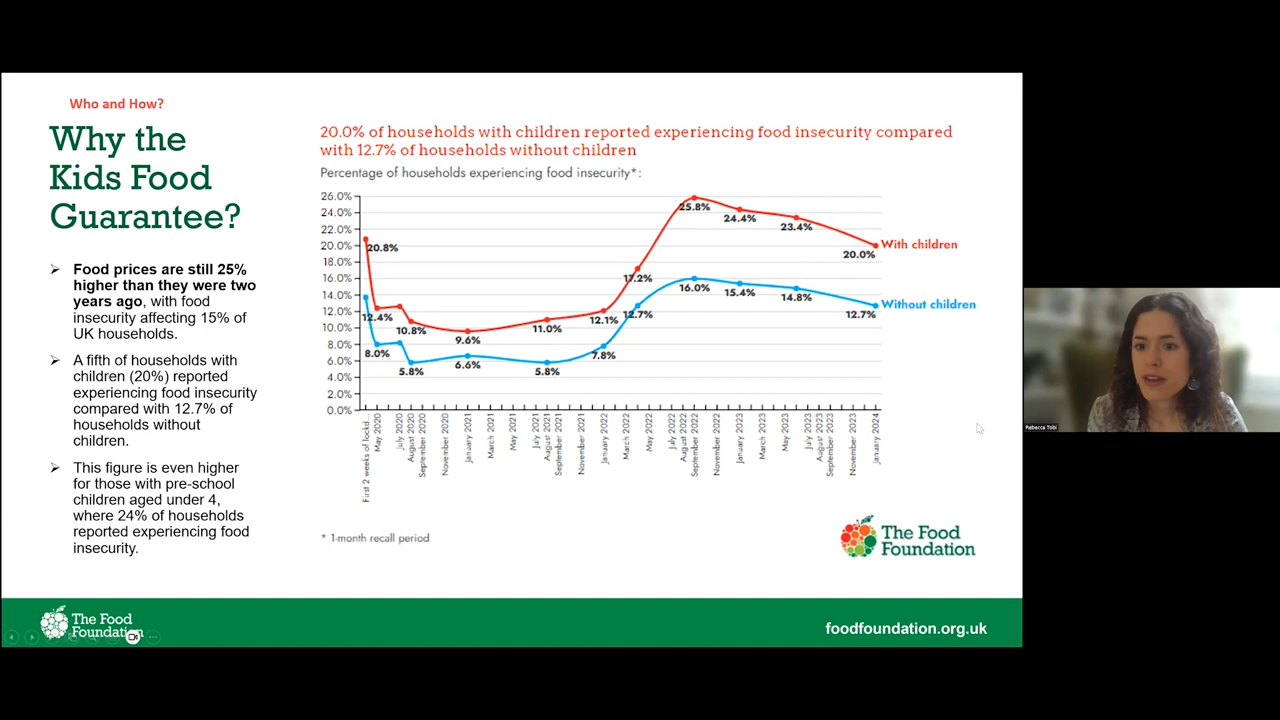 Who and How?
Why the
Kids Food
Guarantee?
➢ Food prices are still 25%
higher than they were two
years ago, with food
insecurity affecting 15% of
UK households.
➢ A fifth of households with
children (20%) reported
experiencing food insecurity
compared with 12.7% of
households without
children.
➢ This figure is even higher
for those with pre-school
children aged under 4,
where 24% of households
reported experiencing food
insecurity.
20.0% of households with children reported experiencing food insecurity compared
with 12.7% of households without children
Percentage of households experiencing food insecurity*:
26.0%
24.0%
22.0%
20.0%
18.0%
16.0%
14.0%
12.0%
10.0%
8.0%
6.0%
4.0%
2.0%
0.0%
20.8%
12.4%
10.8%
9.6%
11.0%
12.1%
17.2%
25.8%
24.4%
23.4%
20.0%
With children
8.0%
5.8%
6.6%
5.8%
7.8%
12.7%
16.0%
15.4%
14.8%
12.7%
Without children
First 2 weeks of lockd...
May 2020
July 2020
August 2020
September 2020
November 2020
January 2021
March 2021
May 2021
July 2021
August 2021
September 2021
November 2021
January 2022
March 2022
May 2022
July 2022
August 2022
September 2022
November 2022
January 2023
March 2023
May 2023
July 2023
August 2023
September 2023
November 2023
January 2024
* 1-month recall period
The Food
Foundation
The Food
Foundation
foodfoundation.org.uk
Rebecca Tobi